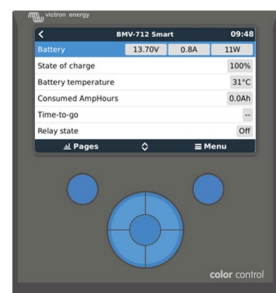 victron energy
BMV-712 Smart 09:48
Battery 13.70V 0.8A 11W
State of charge 100%
Battery temperature 31°C
Consumed AmpHours 0.0Ah
Time-to-go --
Relay state Off
Pages Menu
color control